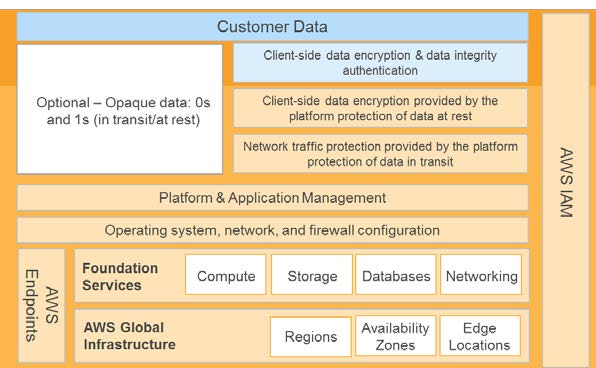 Customer Data
Client-side data encryption & data integrity
authentication
Optional – Opaque data: 0s
and 1s (in transit/at rest)
Client-side data encryption provided by the
platform protection of data at rest
Network traffic protection provided by the platform
protection of data in transit
Platform & Application Management
Operating system, network, and firewall configuration
AWS IAM
AWS
Endpoints
Foundation
Services
Compute
Storage
Databases
Networking
AWS Global
Infrastructure
Regions
Availability
Zones
Edge
Locations